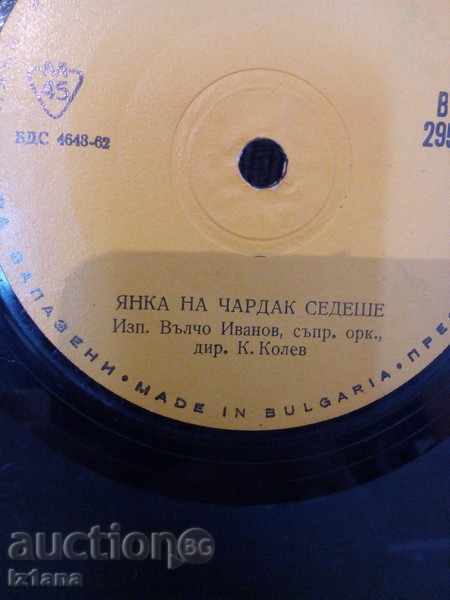 М
45
БДС 4643-62
В
295
ЯНКА НА ЧАРДАК СЕДЕШЕ
Изп. Вълчо Иванов, съпр. орк.,
дир. К. Колев
ЗАПАЗЕНИ • MADE IN BULGARIA • ПРЕ
auction BG
iz1ana